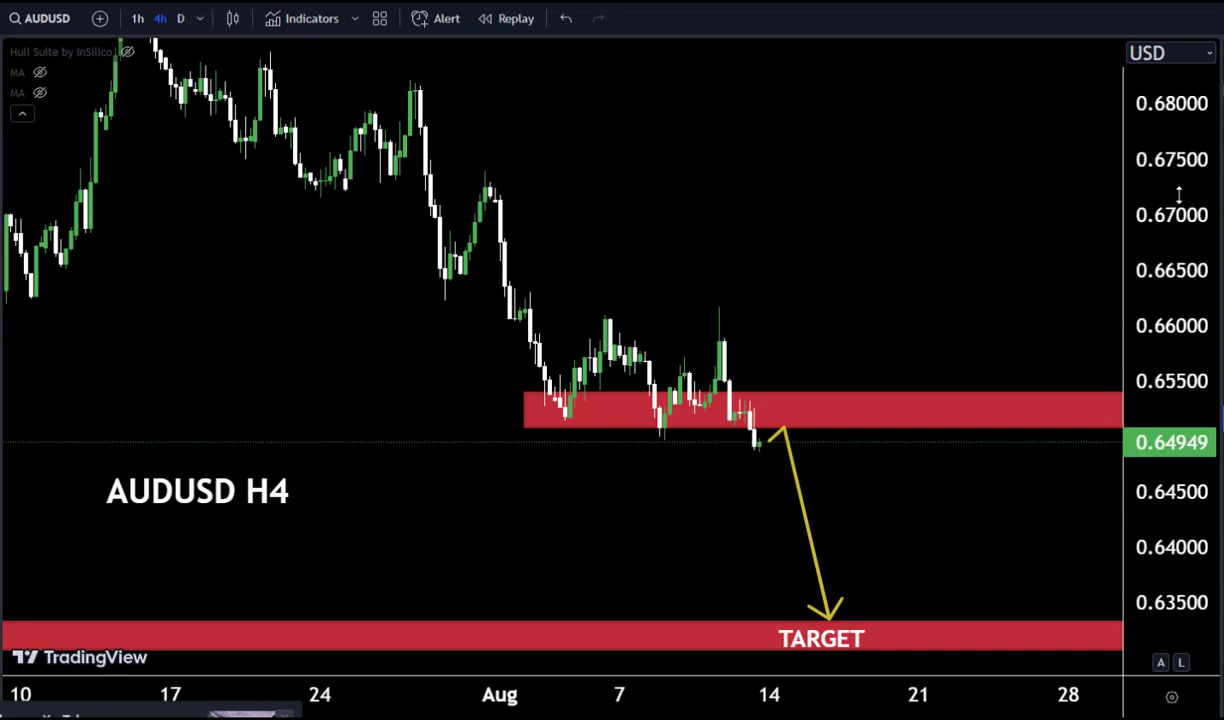 AUDUSD 1h 4h D Indicators Alert Replay
Hull Suite by InSilico
MA
MA
USD
0.68000
0.67500
0.67000
0.66500
0.66000
0.65500
0.64949
0.64500
0.64000
0.63500
AUDUSD H4
TARGET
TradingView
A L
10 17 24 Aug 7 14 21 28